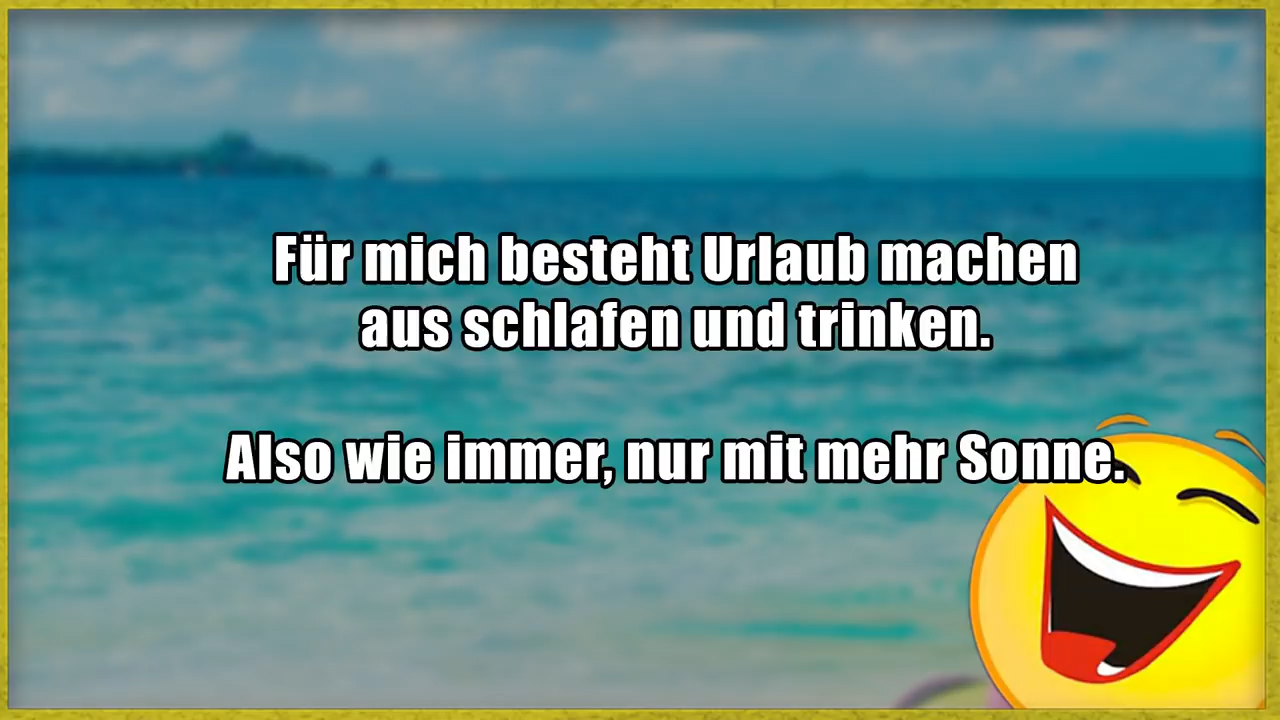 Für mich besteht Urlaub machen
aus schlafen und trinken.
Also wie immer, nur mit mehr Sonne.